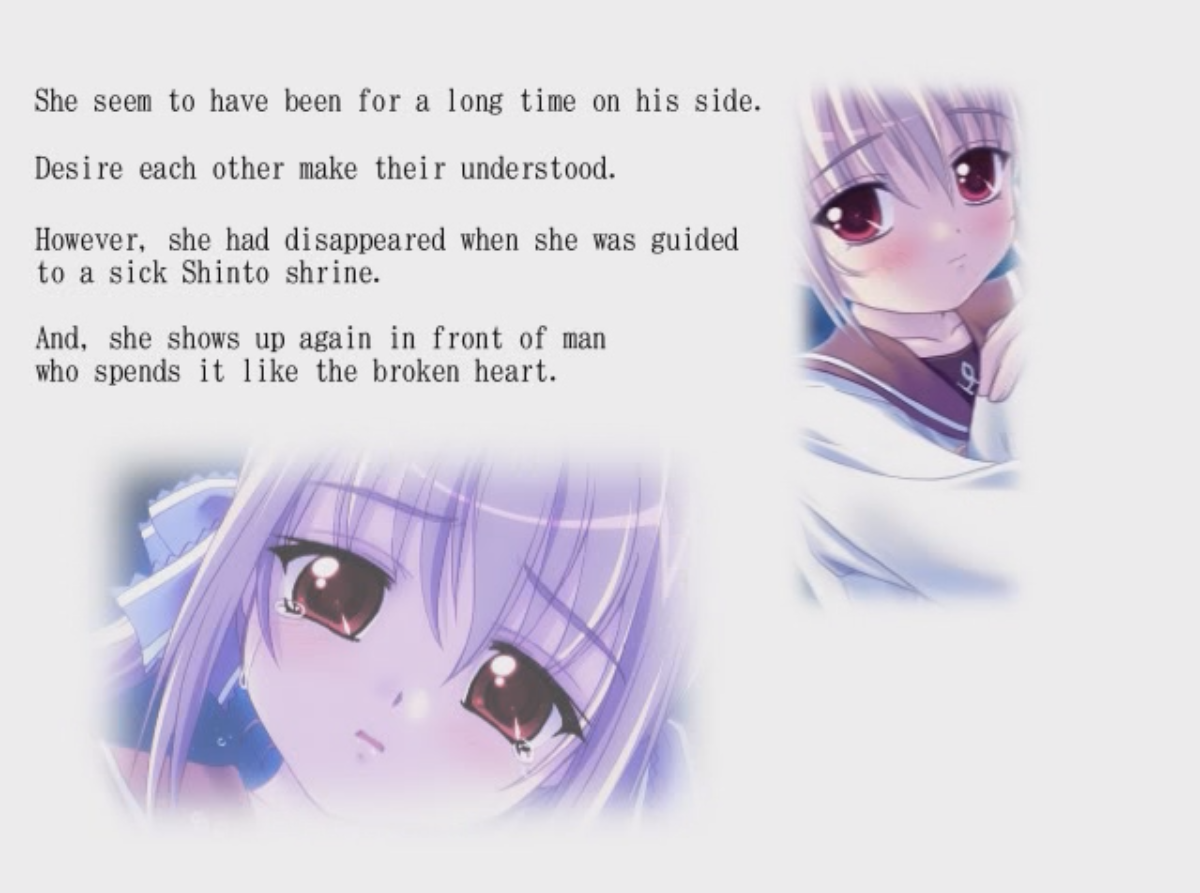 She seem to have been for a long time on his side.
Desire each other make their understood.
However, she had disappeared when she was guided
to a sick Shinto shrine.
And, she shows up again in front of man
who spends it like the broken heart.